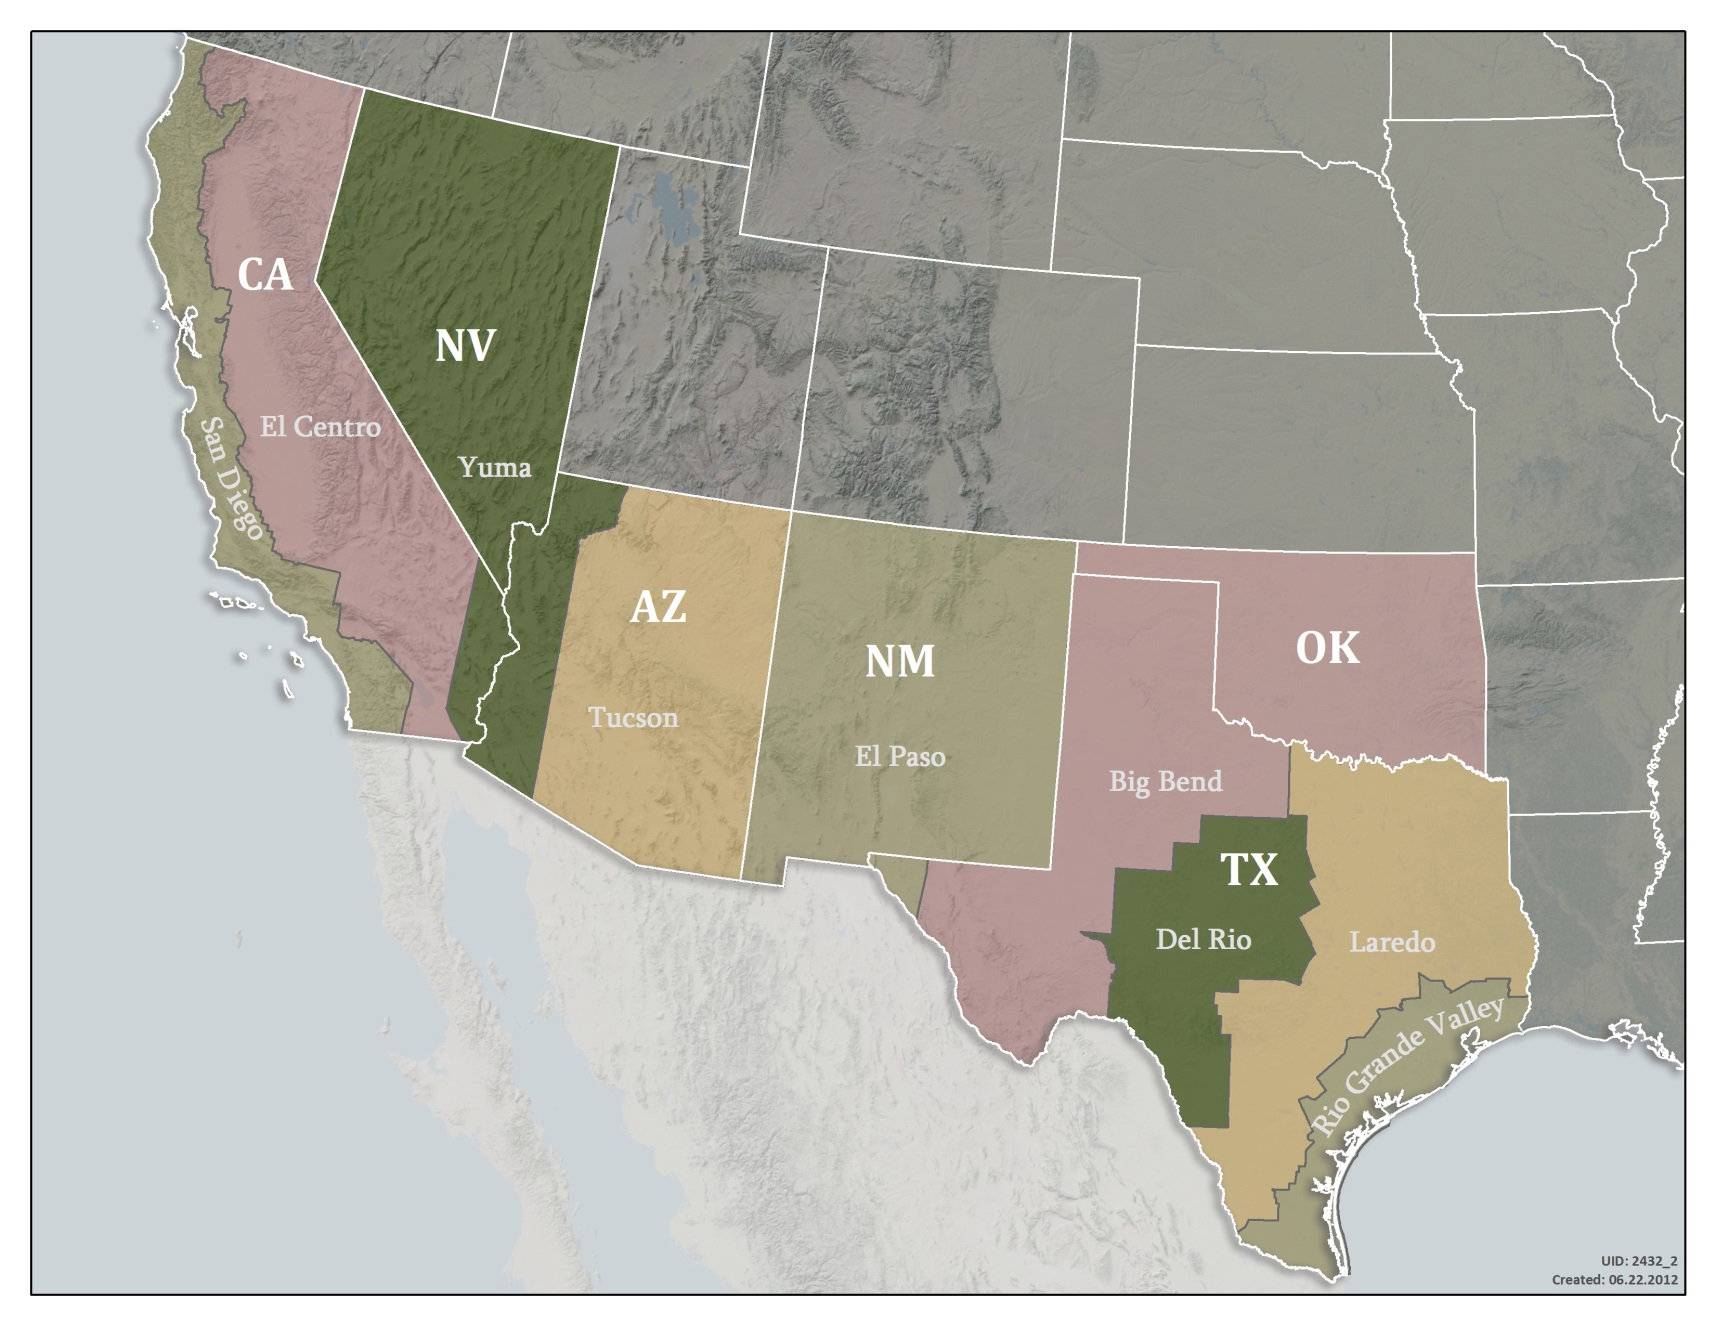 CA
NV
El Centro
San Diego
Yuma
AZ
Tucson
NM
El Paso
OK
Big Bend
TX
Del Rio
Laredo
Rio Grande Valley
UID: 2432_2
Created: 06.22.2012